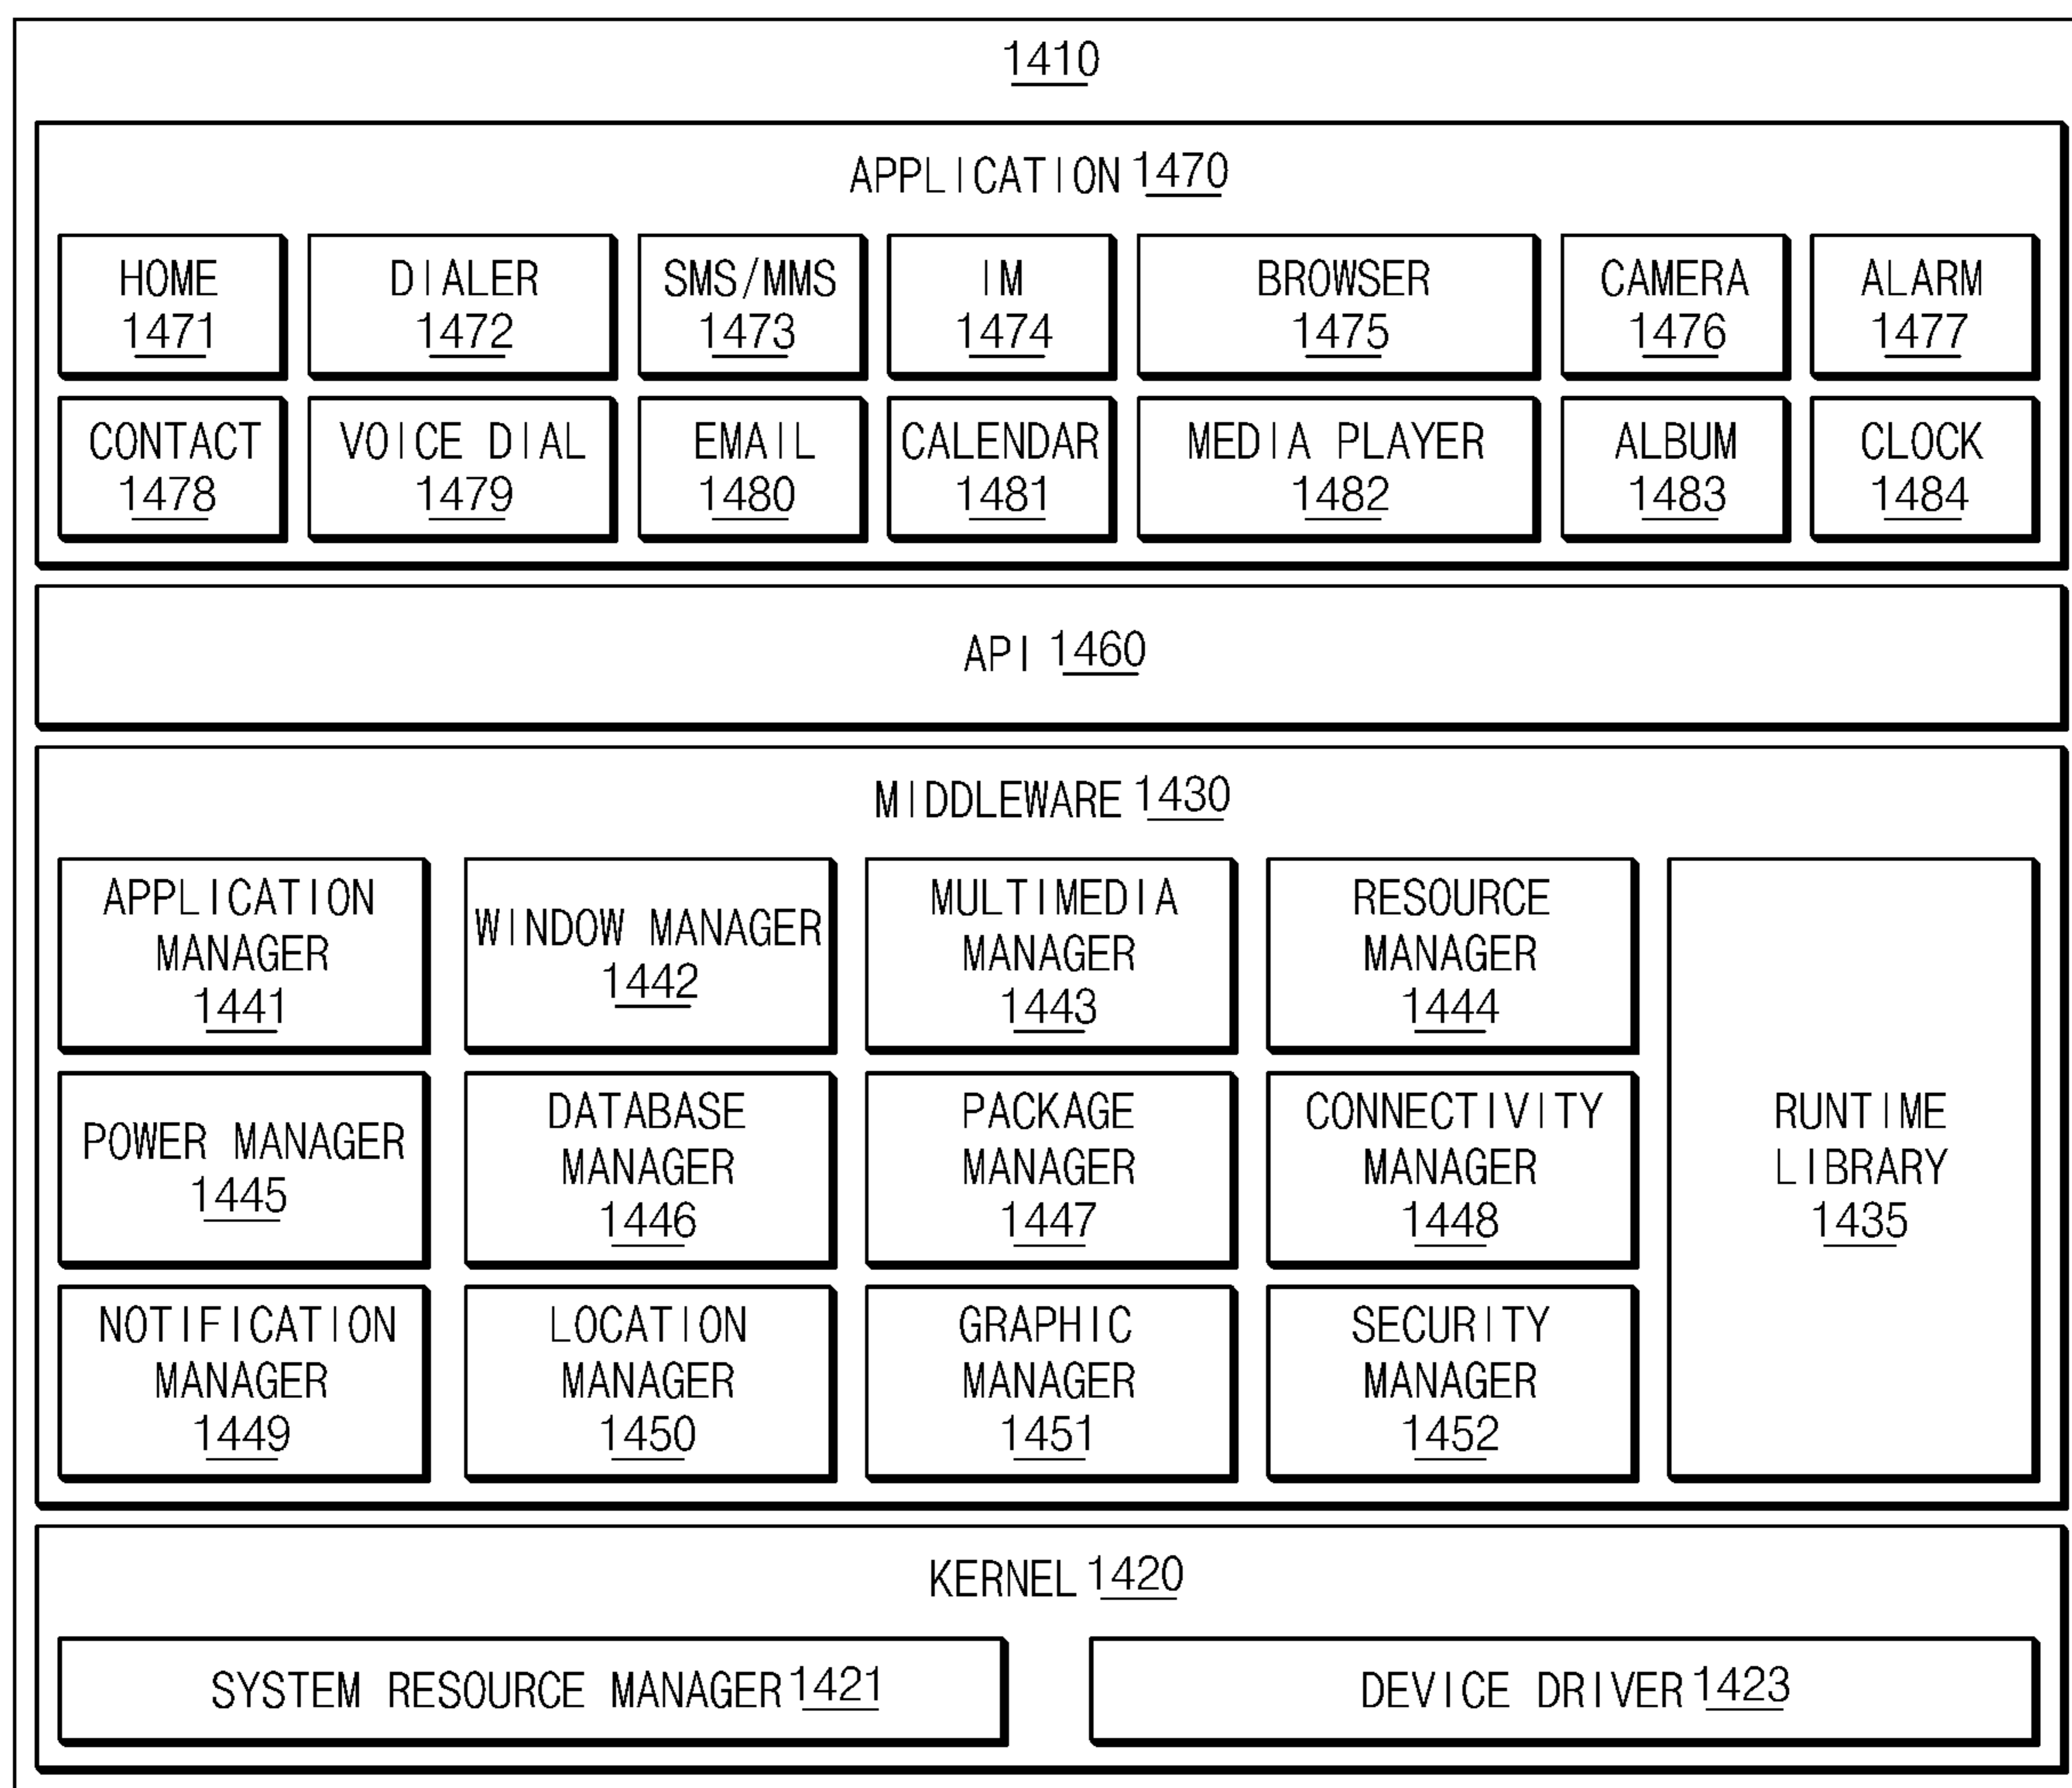 1410
APPLICATION 1470
HOME
1471
DIALER
1472
SMS/MMS
1473
IM
1474
BROWSER
1475
CAMERA
1476
ALARM
1477
CONTACT
1478
VOICE DIAL
1479
EMAIL
1480
CALENDAR
1481
MEDIA PLAYER
1482
ALBUM
1483
CLOCK
1484
API 1460
MIDDLEWARE 1430
APPLICATION
MANAGER
1441
WINDOW MANAGER
1442
MULTIMEDIA
MANAGER
1443
RESOURCE
MANAGER
1444
POWER MANAGER
1445
DATABASE
MANAGER
1446
PACKAGE
MANAGER
1447
CONNECTIVITY
MANAGER
1448
NOTIFICATION
MANAGER
1449
LOCATION
MANAGER
1450
GRAPHIC
MANAGER
1451
SECURITY
MANAGER
1452
RUNTIME
LIBRARY
1435
KERNEL 1420
SYSTEM RESOURCE MANAGER 1421
DEVICE DRIVER 1423